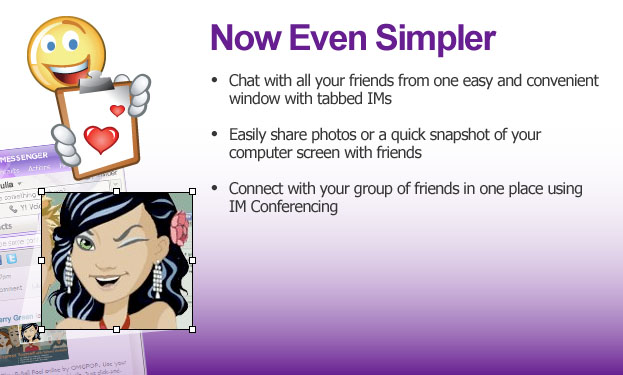 Now Even Simpler
• Chat with all your friends from one easy and convenient
window with tabbed IMs
• Easily share photos or a quick snapshot of your
computer screen with friends
• Connect with your group of friends in one place using
IM Conferencing
MESSENGER
Actions